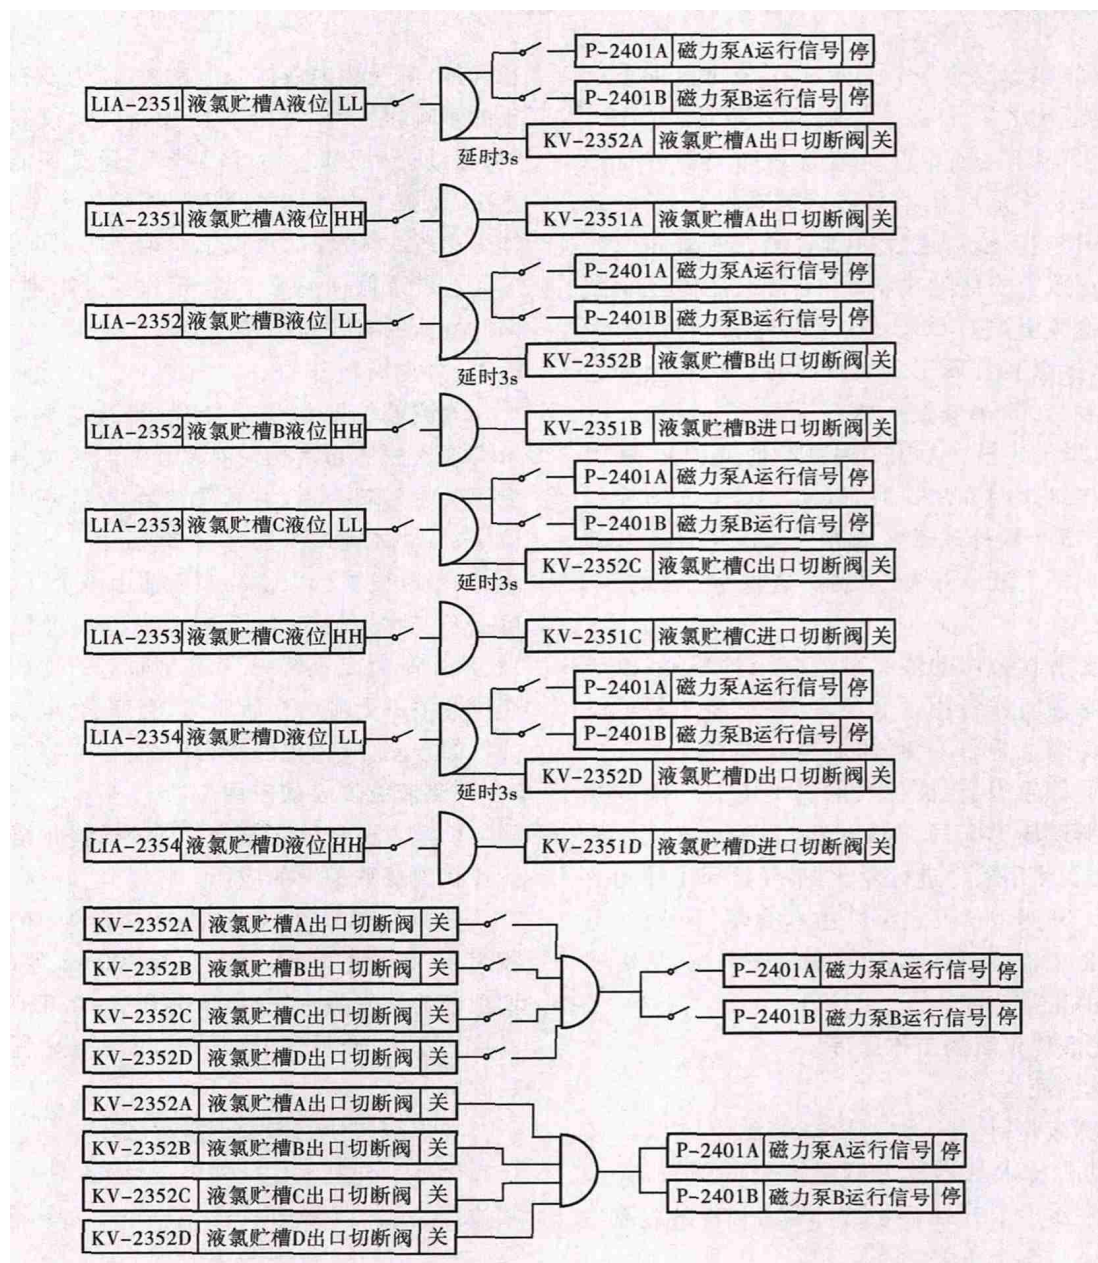 P-2401A 磁力泵A运行信号 停
LIA-2351 液氯贮槽A液位 LL
P-2401B 磁力泵B运行信号 停
KV-2352A 液氯贮槽A出口切断阀 关
延时3s
LIA-2351 液氯贮槽A液位 HH
KV-2351A 液氯贮槽A出口切断阀 关
P-2401A 磁力泵A运行信号 停
LIA-2352 液氯贮槽B液位 LL
P-2401B 磁力泵B运行信号 停
KV-2352B 液氯贮槽B出口切断阀 关
延时3s
LIA-2352 液氯贮槽B液位 HH
KV-2351B 液氯贮槽B进口切断阀 关
P-2401A 磁力泵A运行信号 停
LIA-2353 液氯贮槽C液位 LL
P-2401B 磁力泵B运行信号 停
KV-2352C 液氯贮槽C出口切断阀 关
延时3s
LIA-2353 液氯贮槽C液位 HH
KV-2351C 液氯贮槽C进口切断阀 关
P-2401A 磁力泵A运行信号 停
LIA-2354 液氯贮槽D液位 LL
P-2401B 磁力泵B运行信号 停
KV-2352D 液氯贮槽D出口切断阀 关
延时3s
LIA-2354 液氯贮槽D液位 HH
KV-2351D 液氯贮槽D进口切断阀 关
KV-2352A 液氯贮槽A出口切断阀 关
KV-2352B 液氯贮槽B出口切断阀 关
KV-2352C 液氯贮槽C出口切断阀 关
KV-2352D 液氯贮槽D出口切断阀 关
P-2401A 磁力泵A运行信号 停
P-2401B 磁力泵B运行信号 停
KV-2352A 液氯贮槽A出口切断阀 关
KV-2352B 液氯贮槽B出口切断阀 关
KV-2352C 液氯贮槽C出口切断阀 关
KV-2352D 液氯贮槽D出口切断阀 关
P-2401A 磁力泵A运行信号 停
P-2401B 磁力泵B运行信号 停